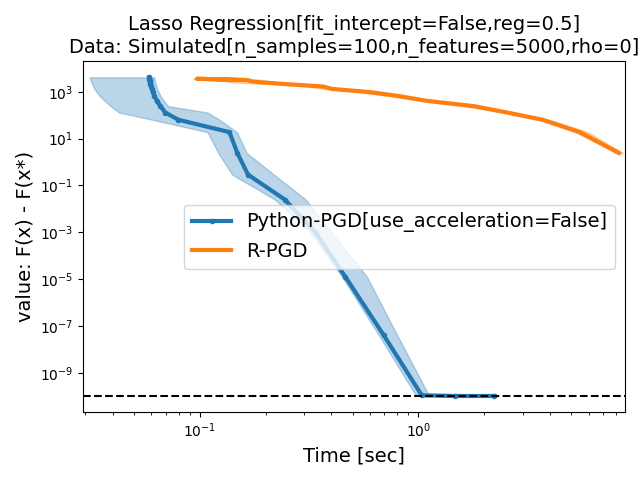 Lasso Regression[fit_intercept=False,reg=0.5]
Data: Simulated[n_samples=100,n_features=5000,rho=0]
value: F(x) - F(x*)
10³
10¹
10⁻¹
10⁻³
10⁻⁵
10⁻⁷
10⁻⁹
Python-PGD[use_acceleration=False]
R-PGD
10⁻¹ 10⁰
Time [sec]